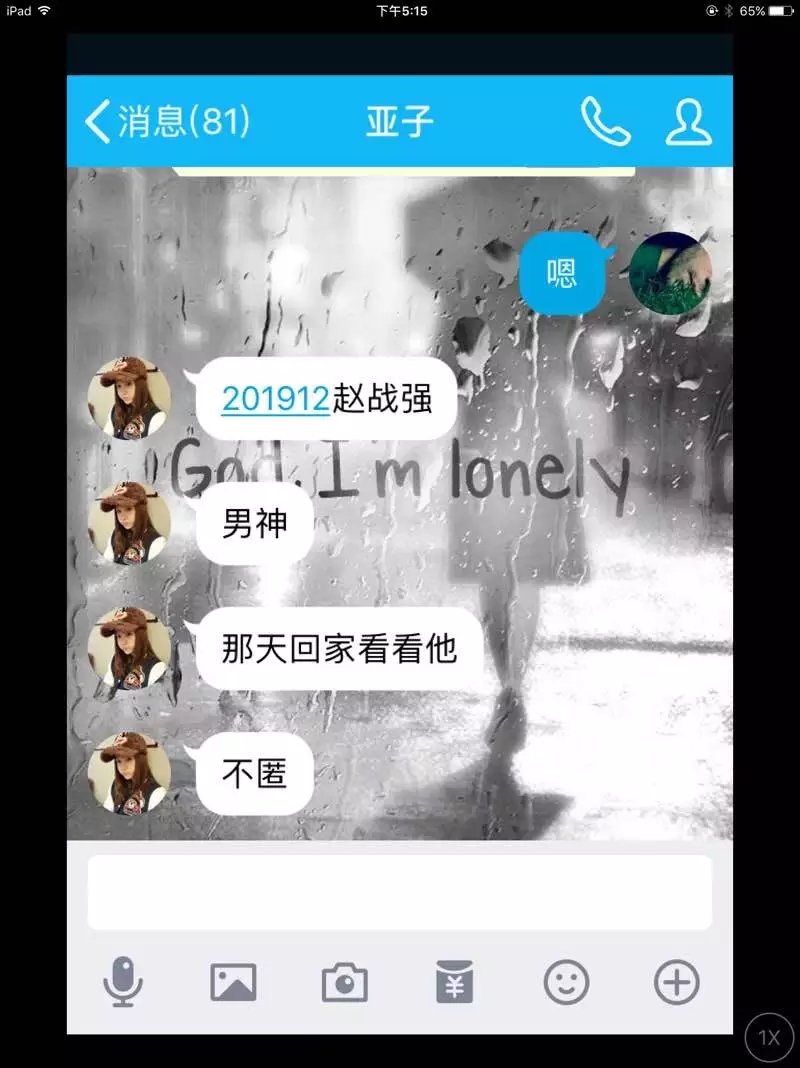 iPad 下午5:15 65%
消息(81) 亚子
嗯
201912赵战强
God, I'm lonely
男神
那天回家看看他
不匿
¥
1X